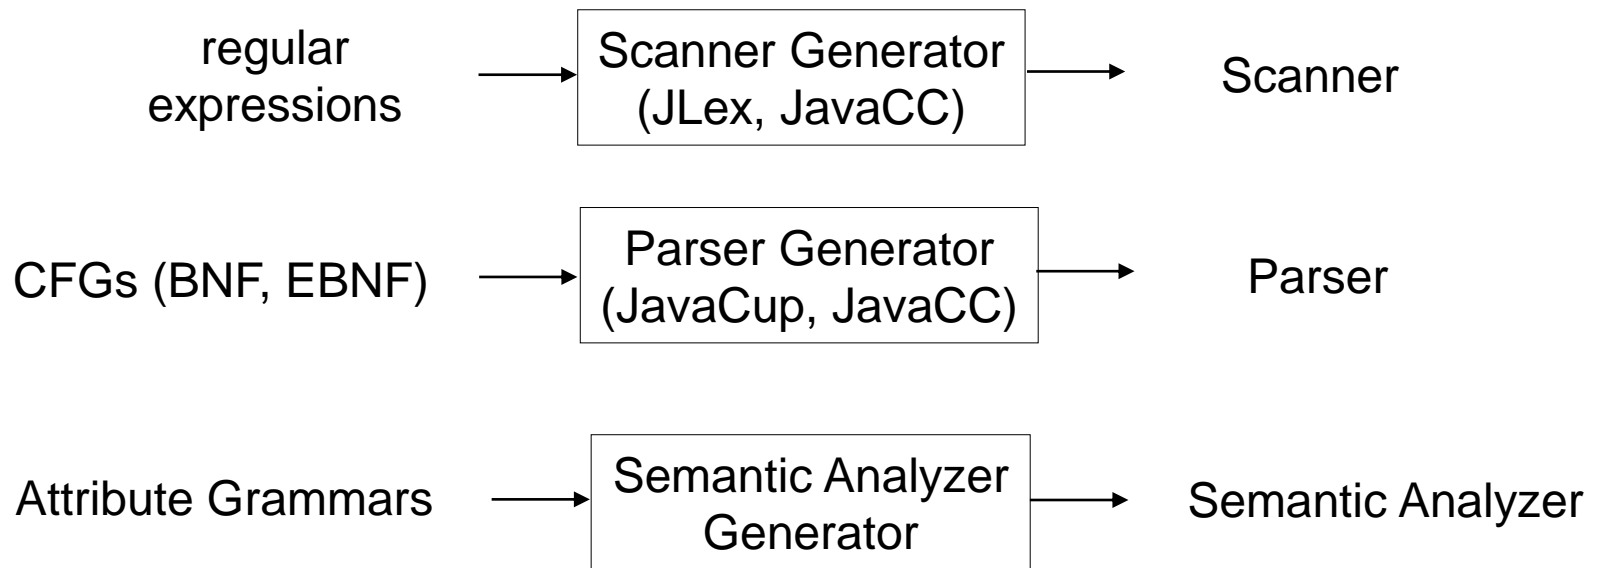 regular
expressions
Scanner Generator
(JLex, JavaCC)
Scanner
CFGs (BNF, EBNF)
Parser Generator
(JavaCup, JavaCC)
Parser
Attribute Grammars
Semantic Analyzer
Generator
Semantic Analyzer